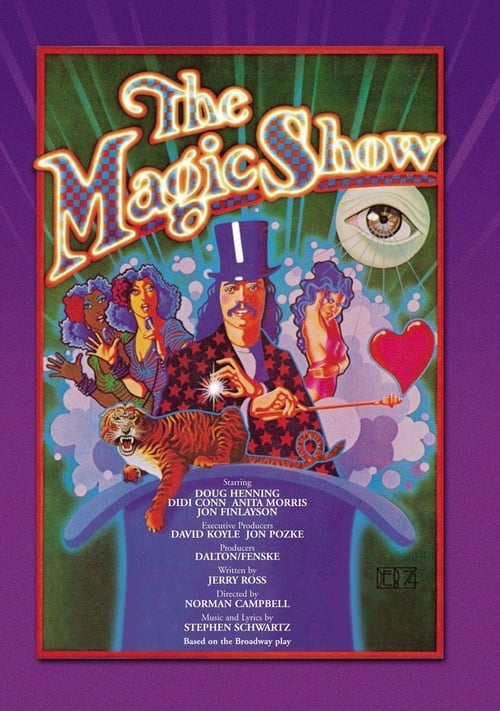 The
Magic Show
Starring
DOUG HENNING
DIDI CONN ANITA MORRIS
JON FINLAYSON
Executive Producers
DAVID KOYLE JON POZKE
Producers
DALTON/FENSKE
Written by
JERRY ROSS
Directed by
NORMAN CAMPBELL
Music and Lyrics by
STEPHEN SCHWARTZ
Based on the Broadway play